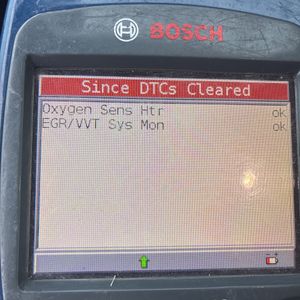 BOSCH
Since DTCs Cleared
Oxygen Sens Htr ok
EGR/VVT Sys Mon ok